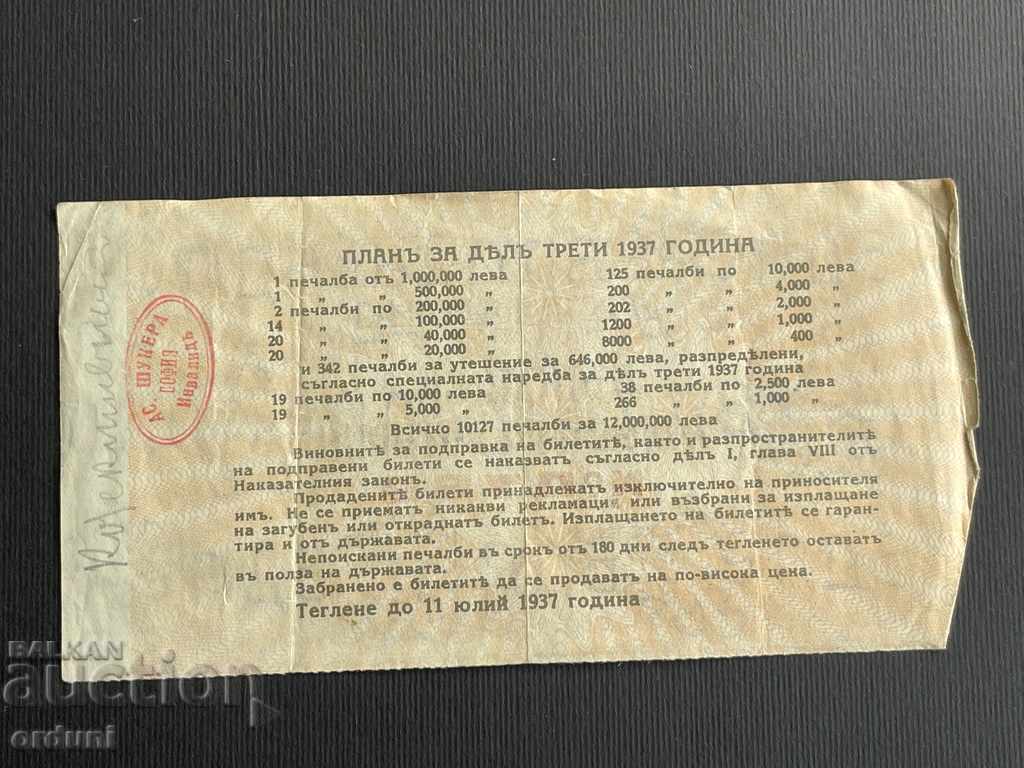 ПЛАНЪ ЗА ДѢЛЪ ТРЕТИ 1937 ГОДИНА
1 печалба отъ 1,000,000 лева
1 „ „ 500,000 „
2 печалби по 200,000 „
14 „ „ 100,000 „
20 „ „ 40,000 „
20 „ „ 20,000 „
125 печалби по 10,000 лева
200 „ „ 4,000 „
202 „ „ 2,000 „
1200 „ „ 1,000 „
8000 „ „ 400 „
и 342 печалби за утешение за 646,000 лева, разпредѣлени,
съгласно специалната наредба за дѣлъ трети 1937 година
19 печалби по 10,000 лева
19 „ „ 5,000 „
38 печалби по 2,500 лева
266 „ „ 1,000 „
Всичко 10127 печалби за 12,000,000 лева
Виновнитѣ за подправка на билетитѣ, както и разпространителитѣ
на подправени билети се наказватъ съгласно дѣлъ I, глава VIII отъ
Наказателния законъ.
Продаденитѣ билети принадлежатъ изключително на приносителя
имъ. Не се приематъ никакви рекламации или възбрани за изплащане
на загубенъ или откраднатъ билетъ. Изплащането на билетитѣ се гаран-
тира и отъ държавата.
Непоискани печалби въ срокъ отъ 180 дни следъ тегленето оставатъ
въ полза на държавата.
Забранено е билетитѣ да се продаватъ на по-висока цена.
Теглене до 11 юлий 1937 година
АС. ШУКЕРЛ
СОФИЯ
Инвалидъ
BALKAN
auction
orduni